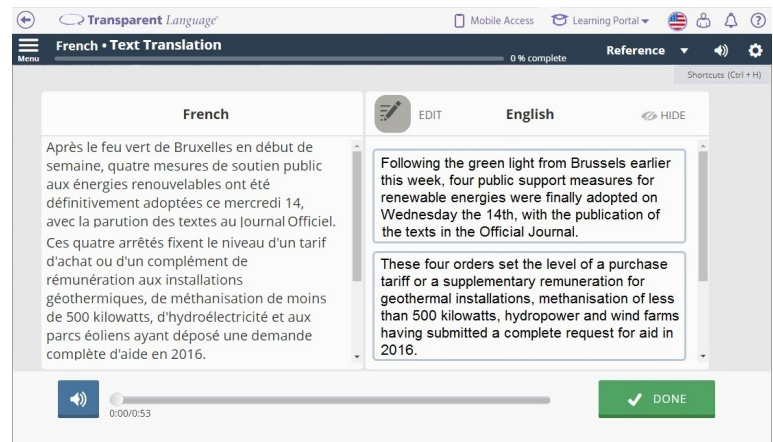 Transparent Language
Mobile Access
Learning Portal
Menu
French • Text Translation
0 % complete
Reference
Shortcuts (Ctrl + H)
French
EDIT
English
HIDE
Après le feu vert de Bruxelles en début de
semaine, quatre mesures de soutien public
aux énergies renouvelables ont été
définitivement adoptées ce mercredi 14,
avec la parution des textes au Journal Officiel.
Ces quatre arrêtés fixent le niveau d'un tarif
d'achat ou d'un complément de
rémunération aux installations
géothermiques, de méthanisation de moins
de 500 kilowatts, d'hydroélectricité et aux
parcs éoliens ayant déposé une demande
complète d'aide en 2016.
Following the green light from Brussels earlier
this week, four public support measures for
renewable energies were finally adopted on
Wednesday the 14th, with the publication of
the texts in the Official Journal.
These four orders set the level of a purchase
tariff or a supplementary remuneration for
geothermal installations, methanisation of less
than 500 kilowatts, hydropower and wind farms
having submitted a complete request for aid in
2016.
0:00/0:53
DONE